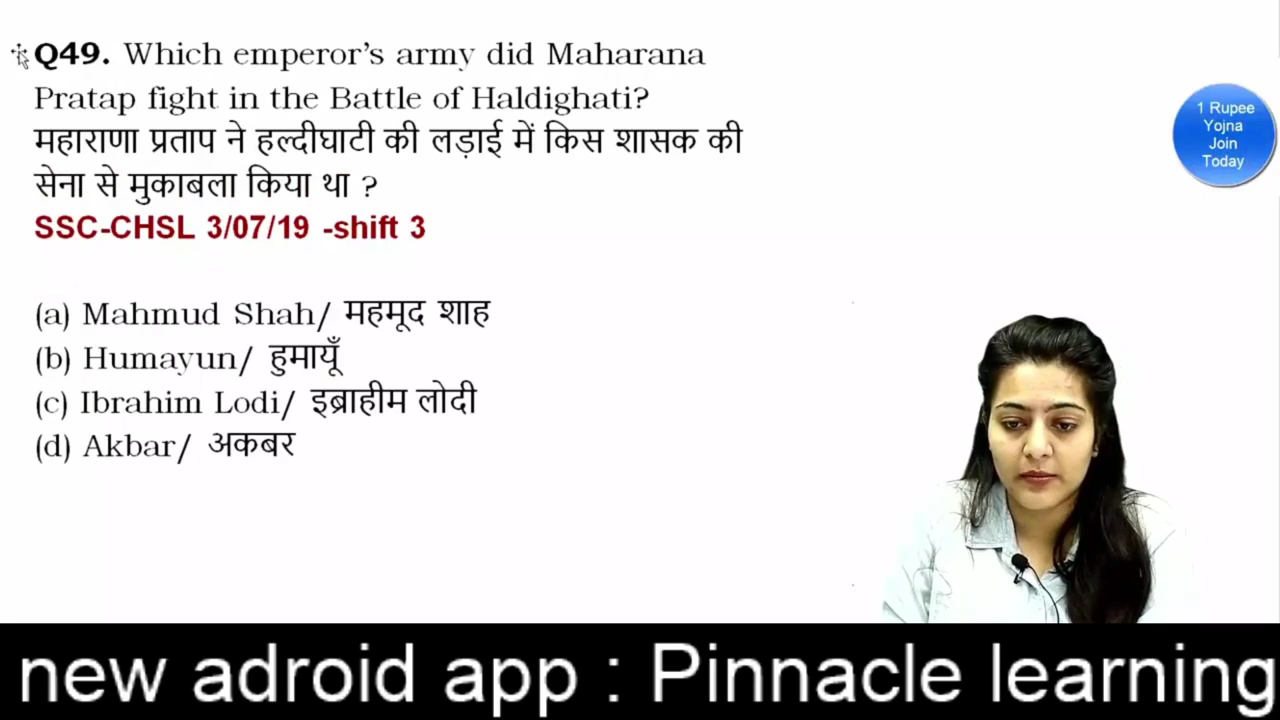 Q49. Which emperor's army did Maharana
Pratap fight in the Battle of Haldighati?
महाराणा प्रताप ने हल्दीघाटी की लड़ाई में किस शासक की
सेना से मुकाबला किया था ?
SSC-CHSL 3/07/19 -shift 3
(a) Mahmud Shah/ महमूद शाह
(b) Humayun/ हुमायूँ
(c) Ibrahim Lodi/ इब्राहीम लोदी
(d) Akbar/ अकबर
1 Rupee
Yojna
Join
Today
new adroid app : Pinnacle learning